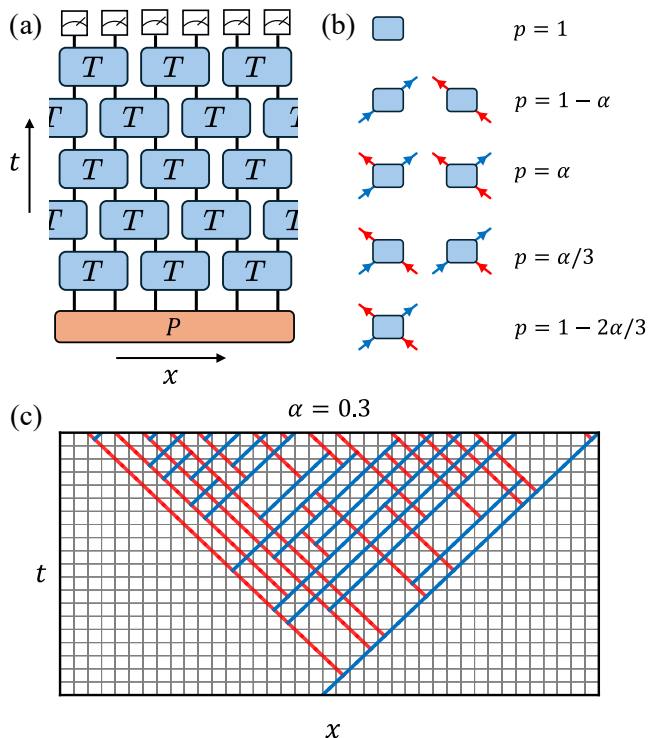 (a)
T T T
T T T T
T T T
T T T T
T T T
P
t
x
(b)
p = 1
p = 1 − α
p = α
p = α/3
p = 1 − 2α/3
(c)
α = 0.3
t
x